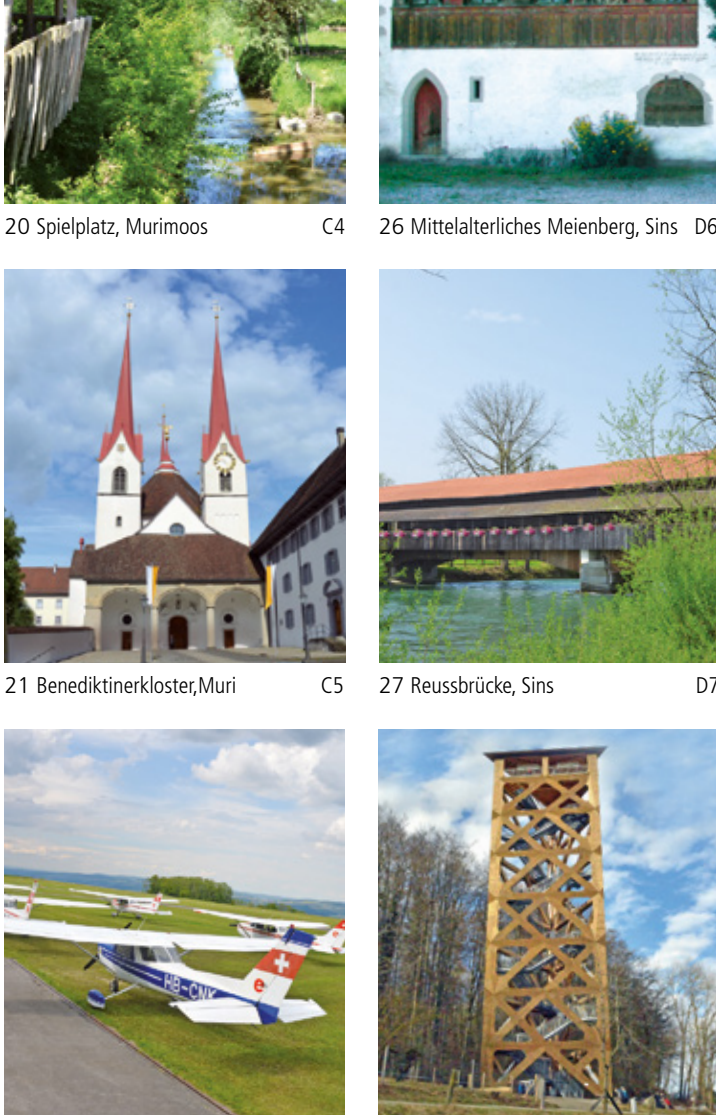 20 Spielplatz, Murimoos C4
26 Mittelalterliches Meienberg, Sins D6
21 Benediktinerkloster,Muri C5
27 Reussbrücke, Sins D7
HB-CNK
e